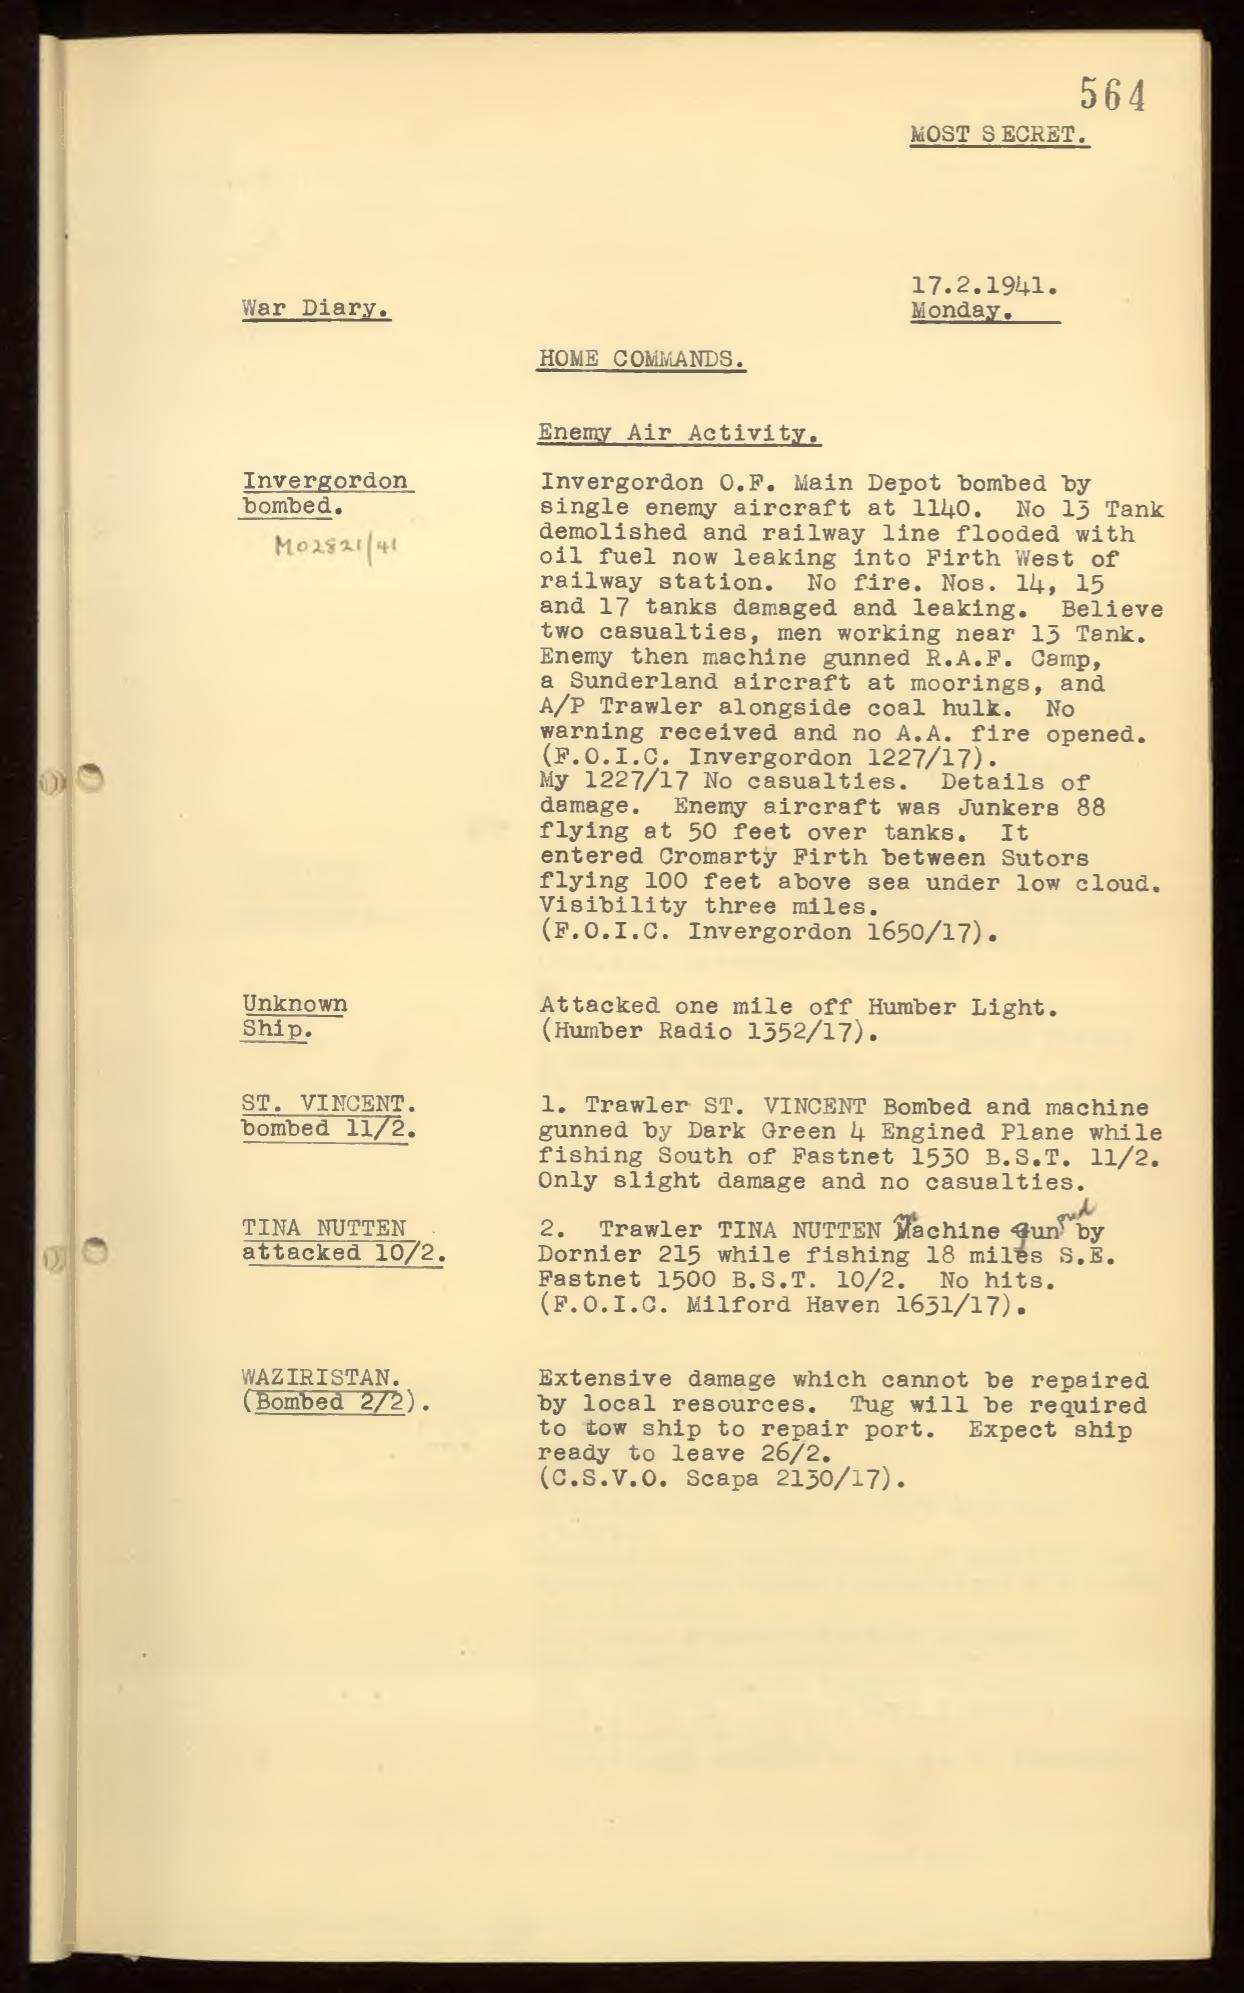 564
MOST SECRET.
17.2.1941.
War Diary.
Monday.
HOME COMMANDS.
Enemy Air Activity.
Invergordon
bombed.
M02821/41
Invergordon O.F. Main Depot bombed by
single enemy aircraft at 1140. No 13 Tank
demolished and railway line flooded with
oil fuel now leaking into Firth West of
railway station. No fire. Nos. 14, 15
and 17 tanks damaged and leaking. Believe
two casualties, men working near 13 Tank.
Enemy then machine gunned R.A.F. Camp,
a Sunderland aircraft at moorings, and
A/P Trawler alongside coal hulk. No
warning received and no A.A. fire opened.
(F.O.I.C. Invergordon 1227/17).
My 1227/17 No casualties. Details of
damage. Enemy aircraft was Junkers 88
flying at 50 feet over tanks. It
entered Cromarty Firth between Sutors
flying 100 feet above sea under low cloud.
Visibility three miles.
(F.O.I.C. Invergordon 1650/17).
Unknown
Ship.
Attacked one mile off Humber Light.
(Humber Radio 1352/17).
ST. VINCENT.
bombed 11/2.
1. Trawler ST. VINCENT Bombed and machine
gunned by Dark Green 4 Engined Plane while
fishing South of Fastnet 1530 B.S.T. 11/2.
Only slight damage and no casualties.
TINA NUTTEN
attacked 10/2.
2. Trawler TINA NUTTEN machine gunned by
Dornier 215 while fishing 18 miles S.E.
Fastnet 1500 B.S.T. 10/2. No hits.
(F.O.I.C. Milford Haven 1631/17).
WAZIRISTAN.
(Bombed 2/2).
Extensive damage which cannot be repaired
by local resources. Tug will be required
to tow ship to repair port. Expect ship
ready to leave 26/2.
(C.S.V.O. Scapa 2130/17).